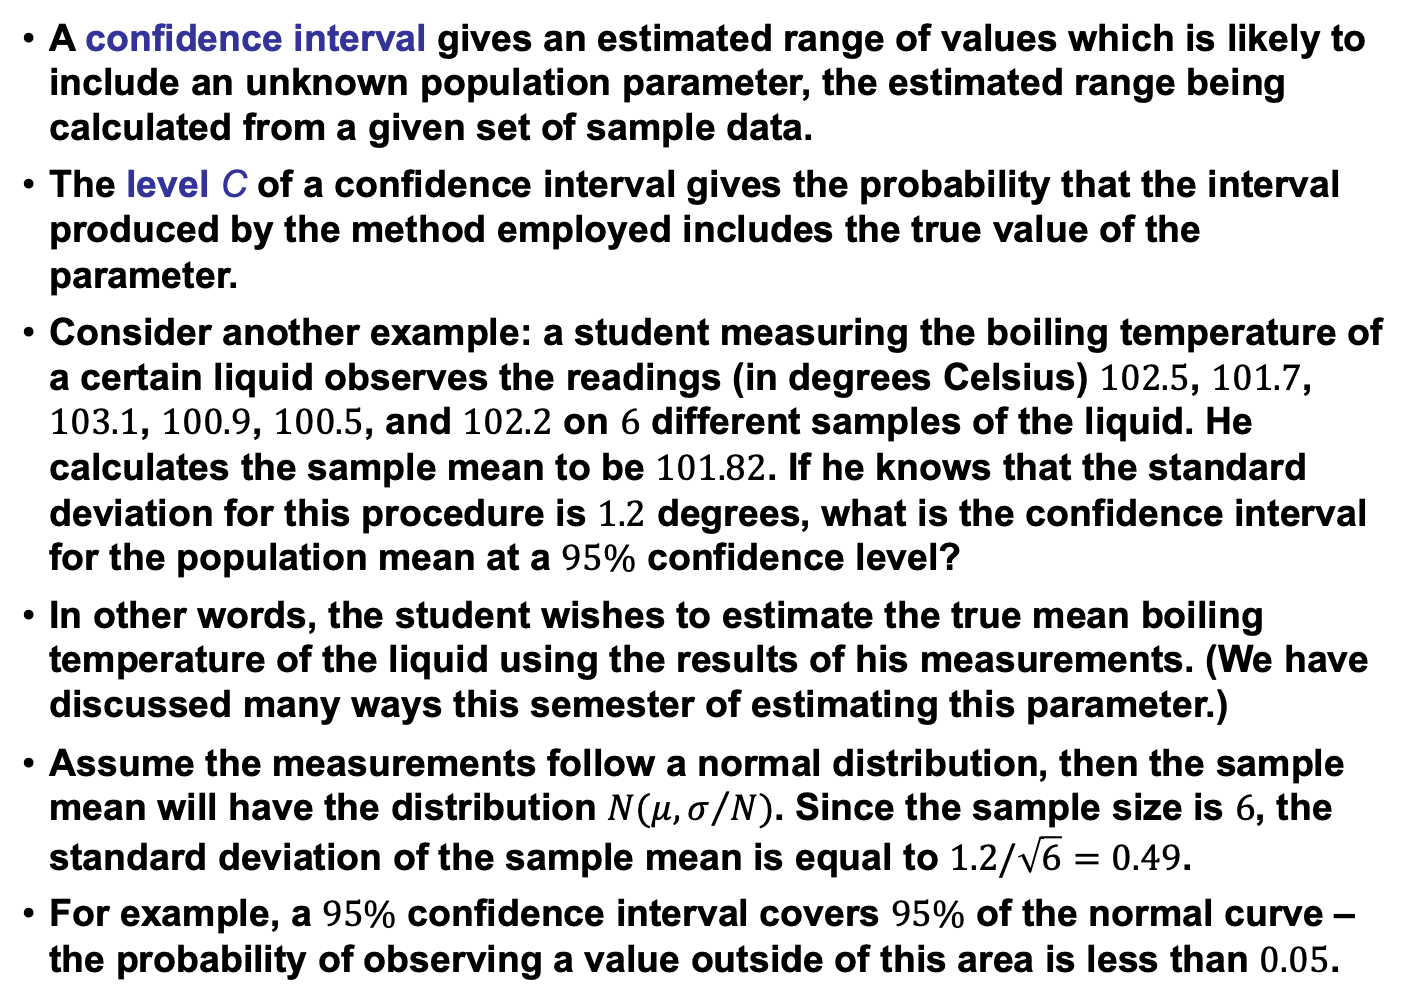 • A confidence interval gives an estimated range of values which is likely to
include an unknown population parameter, the estimated range being
calculated from a given set of sample data.
• The level C of a confidence interval gives the probability that the interval
produced by the method employed includes the true value of the
parameter.
• Consider another example: a student measuring the boiling temperature of
a certain liquid observes the readings (in degrees Celsius) 102.5, 101.7,
103.1, 100.9, 100.5, and 102.2 on 6 different samples of the liquid. He
calculates the sample mean to be 101.82. If he knows that the standard
deviation for this procedure is 1.2 degrees, what is the confidence interval
for the population mean at a 95% confidence level?
• In other words, the student wishes to estimate the true mean boiling
temperature of the liquid using the results of his measurements. (We have
discussed many ways this semester of estimating this parameter.)
• Assume the measurements follow a normal distribution, then the sample
mean will have the distribution N(μ, σ/N). Since the sample size is 6, the
standard deviation of the sample mean is equal to 1.2/√6 = 0.49.
• For example, a 95% confidence interval covers 95% of the normal curve –
the probability of observing a value outside of this area is less than 0.05.